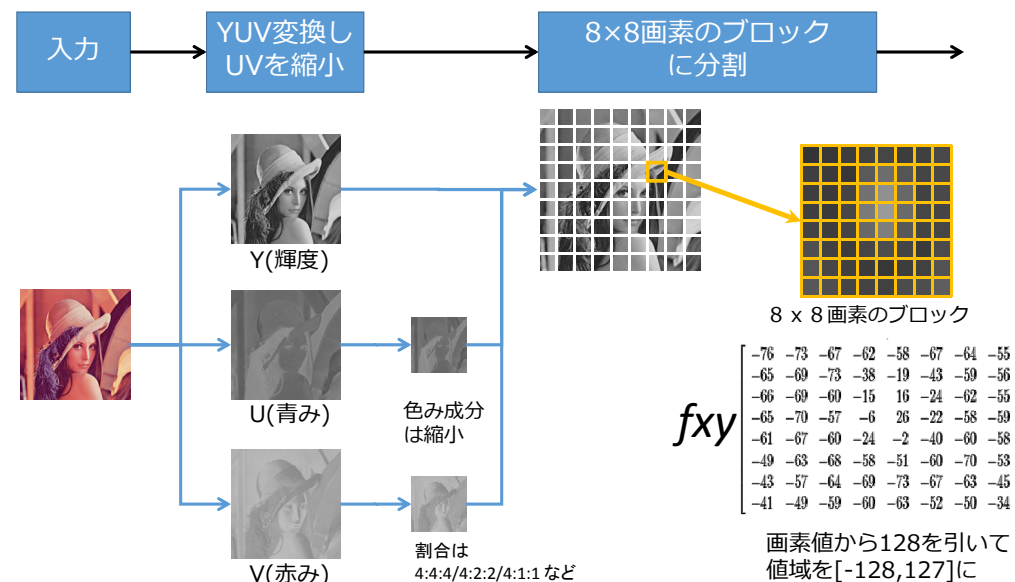 入力
YUV変換し
UVを縮小
8×8画素のブロック
に分割
Y(輝度)
U(青み)
色み成分
は縮小
V(赤み)
割合は
4:4:4/4:2:2/4:1:1 など
8 x 8 画素のブロック
fxy
-76 -73 -67 -62 -58 -67 -64 -55
-65 -69 -73 -38 -19 -43 -59 -56
-66 -69 -60 -15 16 -24 -62 -55
-65 -70 -57 -6 26 -22 -58 -59
-61 -67 -60 -24 -2 -40 -60 -58
-49 -63 -68 -58 -51 -60 -70 -53
-43 -57 -64 -69 -73 -67 -63 -45
-41 -49 -59 -60 -63 -52 -50 -34
画素値から128を引いて
値域を[-128,127]に